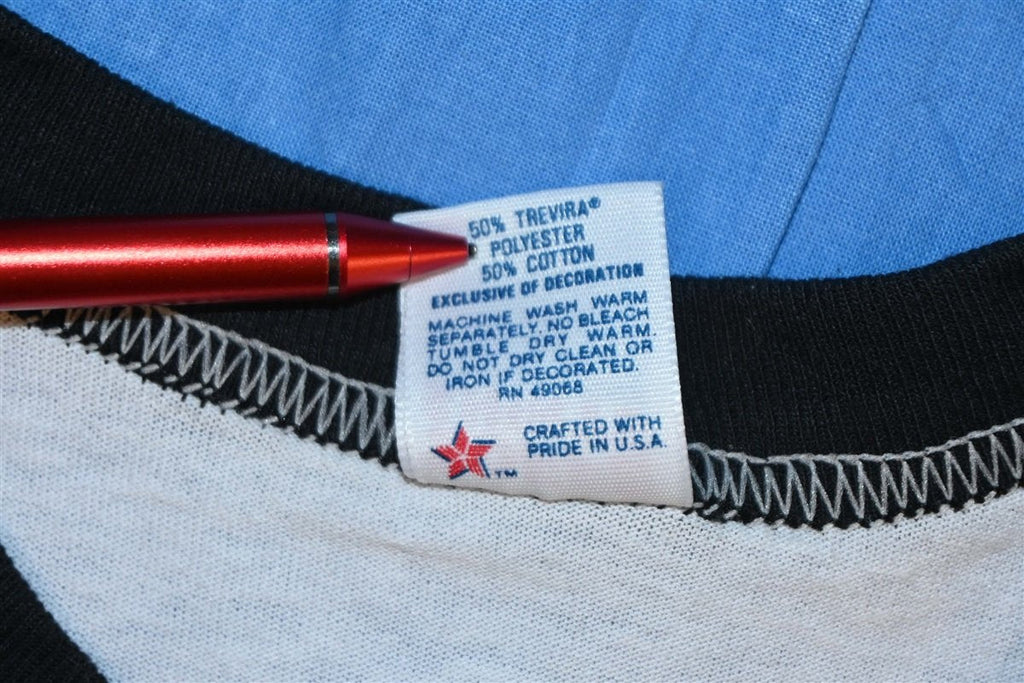 50% TREVIRA®
POLYESTER
50% COTTON
EXCLUSIVE OF DECORATION
MACHINE WASH WARM
SEPARATELY, NO BLEACH
TUMBLE DRY WARM.
DO NOT DRY CLEAN OR
IRON IF DECORATED.
RN 49068
CRAFTED WITH
PRIDE IN U.S.A.
TM